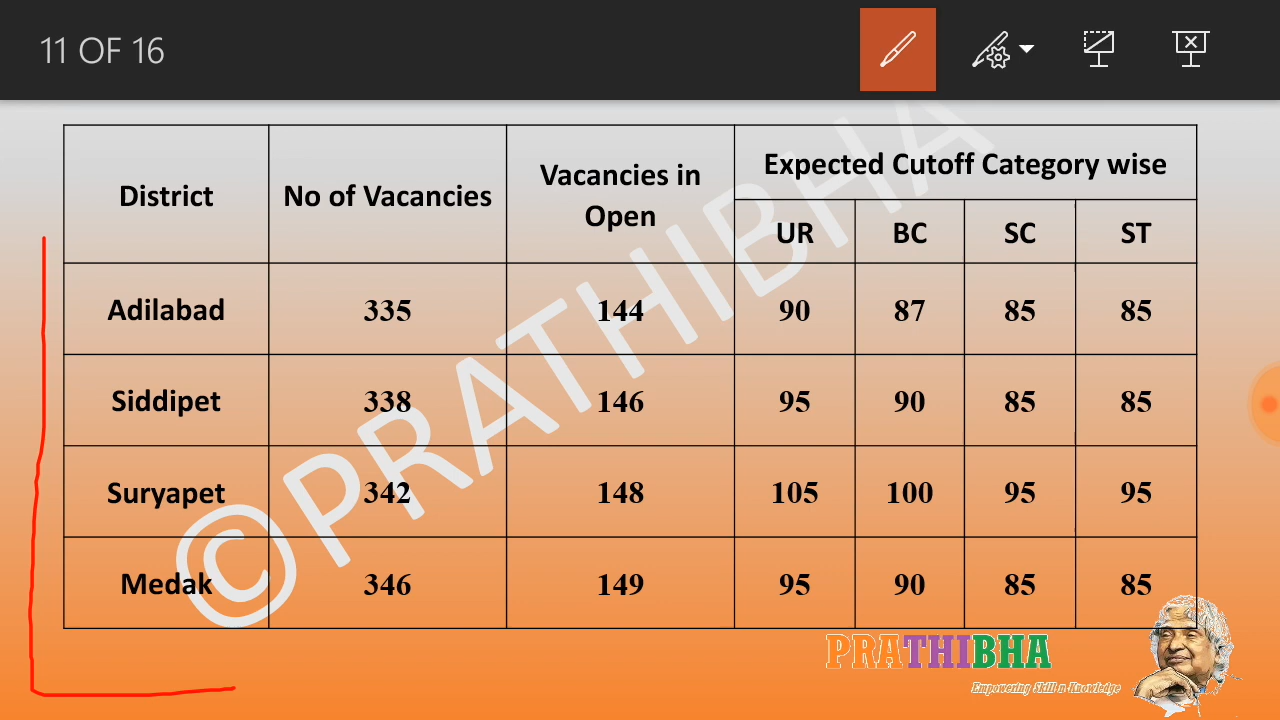 11 OF 16
District No of Vacancies Vacancies in Open Expected Cutoff Category wise
UR BC SC ST
Adilabad 335 144 90 87 85 85
Siddipet 338 146 95 90 85 85
Suryapet 342 148 105 100 95 95
Medak 346 149 95 90 85 85
©PRATHIBHA
PRATHIBHA
Empowering Skill n Knowledge